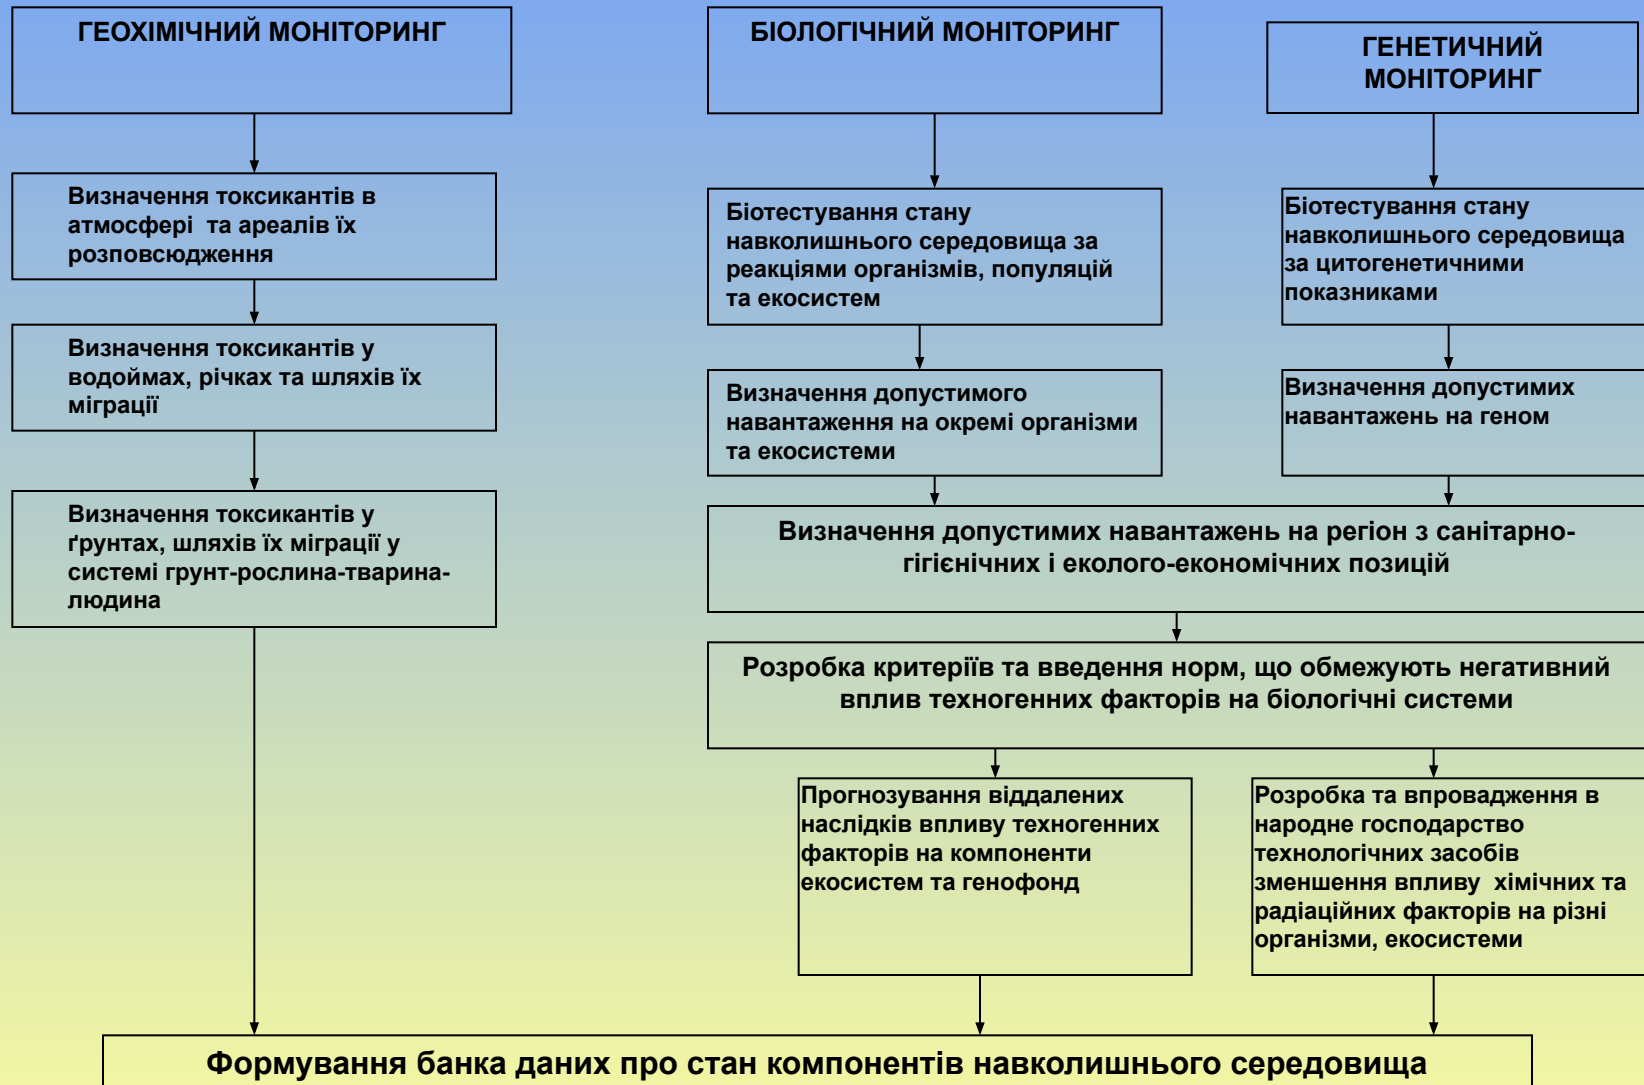 ГЕОХІМІЧНИЙ МОНІТОРИНГ
Визначення токсикантів в
атмосфері та ареалів їх
розповсюдження
Визначення токсикантів у
водоймах, річках та шляхів їх
міграції
Визначення токсикантів у
ґрунтах, шляхів їх міграції у
системі грунт-рослина-тварина-
людина
БІОЛОГІЧНИЙ МОНІТОРИНГ
Біотестування стану
навколишнього середовища за
реакціями організмів, популяцій
та екосистем
Визначення допустимого
навантаження на окремі організми
та екосистеми
ГЕНЕТИЧНИЙ
МОНІТОРИНГ
Біотестування стану
навколишнього середовища
за цитогенетичними
показниками
Визначення допустимих
навантажень на геном
Визначення допустимих навантажень на регіон з санітарно-
гігієнічних і еколого-економічних позицій
Розробка критеріїв та введення норм, що обмежують негативний
вплив техногенних факторів на біологічні системи
Прогнозування віддалених
наслідків впливу техногенних
факторів на компоненти
екосистем та генофонд
Розробка та впровадження в
народне господарство
технологічних засобів
зменшення впливу хімічних та
радіаційних факторів на різні
організми, екосистеми
Формування банка даних про стан компонентів навколишнього середовища